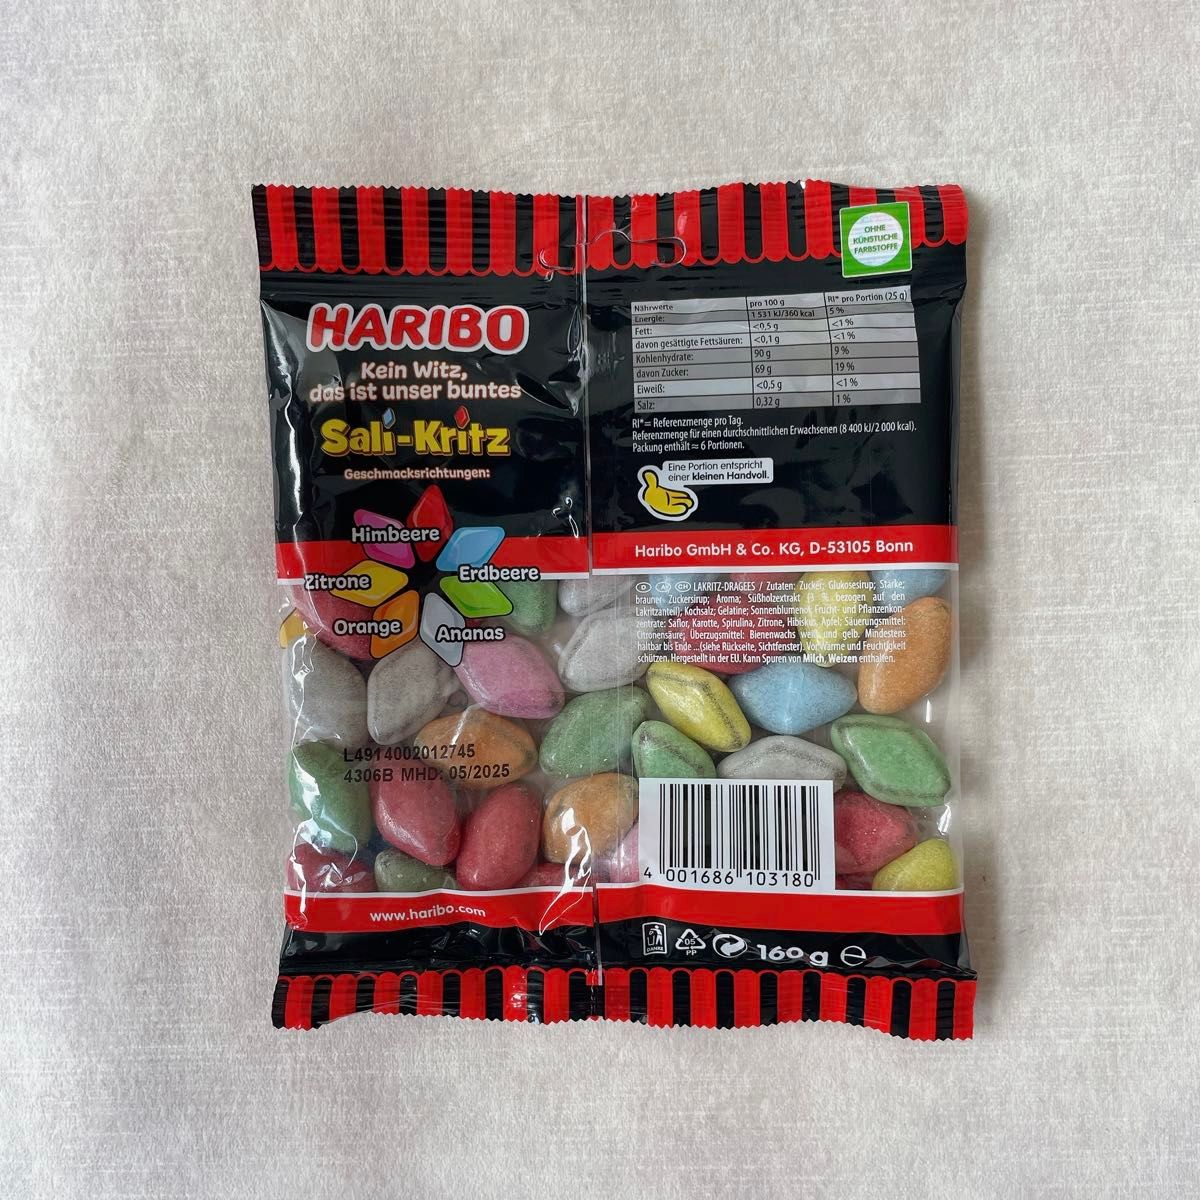 HARIBO
Kein Witz,
das ist unser buntes
Sali-Kritz
Geschmacksrichtungen:
Himbeere
Erdbeere
Zitrone
Orange
Ananas
L4914002012745
4306B MHD: 05/2025
www.haribo.com
OHNE
KÜNSTLICHE
FARBSTOFFE
Nährwerte pro 100 g RI* pro Portion (25 g)
Energie: 1 531 kJ/360 kcal 5 %
Fett: <0,5 g <1 %
davon gesättigte Fettsäuren: <0,1 g <1 %
Kohlenhydrate: 90 g 9 %
davon Zucker: 69 g 19 %
Eiweiß: <0,5 g <1 %
Salz: 0,32 g 1 %
RI*= Referenzmenge pro Tag.
Referenzmenge für einen durchschnittlichen Erwachsenen (8 400 kJ/2 000 kcal).
Packung enthält ≈ 6 Portionen.
Eine Portion entspricht
einer kleinen Handvoll.
Haribo GmbH & Co. KG, D-53105 Bonn
D A CH LAKRITZ-DRAGEES / Zutaten: Zucker; Glukosesirup; Stärke;
brauner Zuckersirup; Aroma; Süßholzextrakt (3 % bezogen auf den
Lakritzanteil); Kochsalz; Gelatine; Sonnenblumenöl; Frucht- und Pflanzenkon-
zentrate: Saflor, Karotte, Spirulina, Zitrone, Hibiskus, Apfel; Säuerungsmittel:
Citronensäure; Überzugsmittel: Bienenwachs weiß und gelb. Mindestens
haltbar bis Ende ...(siehe Rückseite, Sichtfenster). Vor Wärme und Feuchtigkeit
schützen. Hergestellt in der EU. Kann Spuren von Milch, Weizen enthalten.
4 001686 103180
DANKE
05
PP
160 g ℮